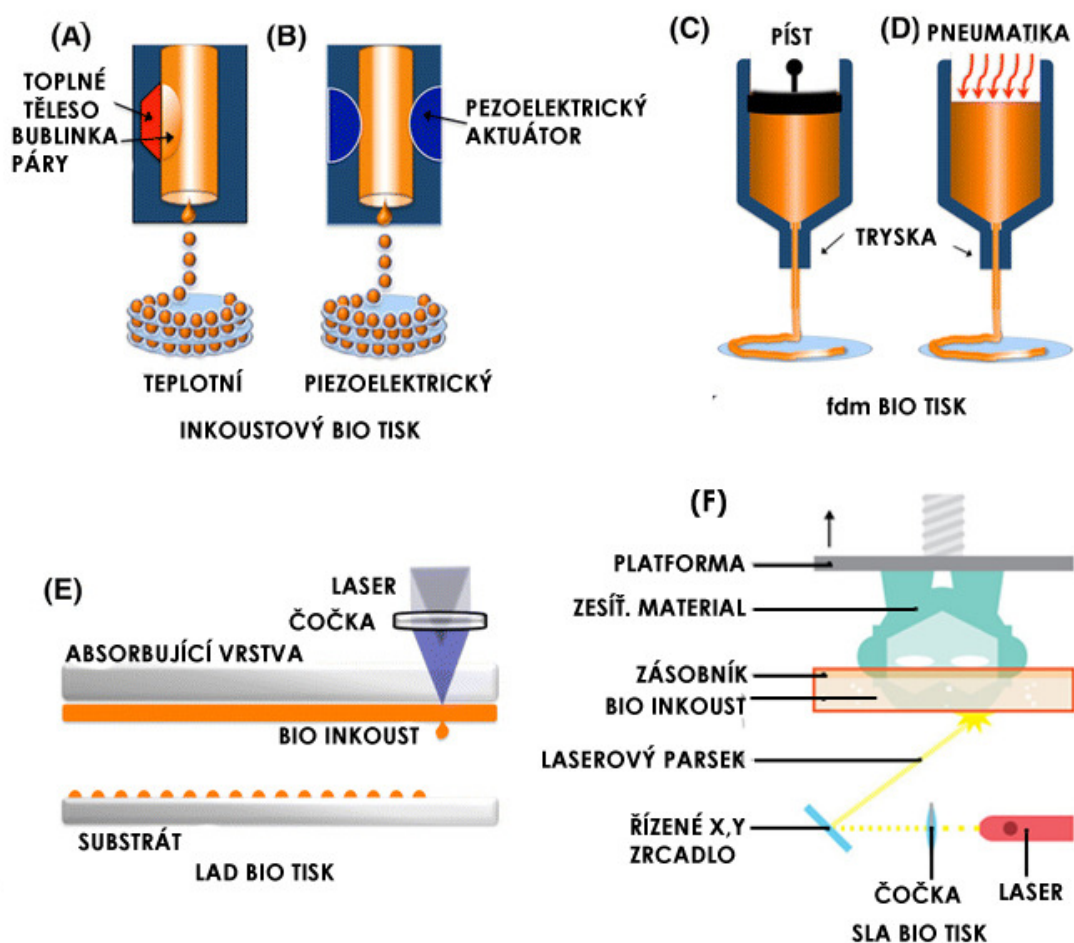 (A)
TOPLNÉ
TĚLESO
BUBLINKA
PÁRY
TEPLOTNÍ
(B)
PEZOELEKTRICKÝ
AKTUÁTOR
PIEZOELEKTRICKÝ
INKOUSTOVÝ BIO TISK
(C)
PÍST
(D)
PNEUMATIKA
TRYSKA
fdm BIO TISK
(E)
LASER
ČOČKA
ABSORBUJÍCÍ VRSTVA
BIO INKOUST
SUBSTRÁT
LAD BIO TISK
(F)
PLATFORMA
ZESÍŤ. MATERIAL
ZÁSOBNÍK
BIO INKOUST
LASEROVÝ PARSEK
ŘÍZENÉ X,Y
ZRCADLO
ČOČKA
LASER
SLA BIO TISK